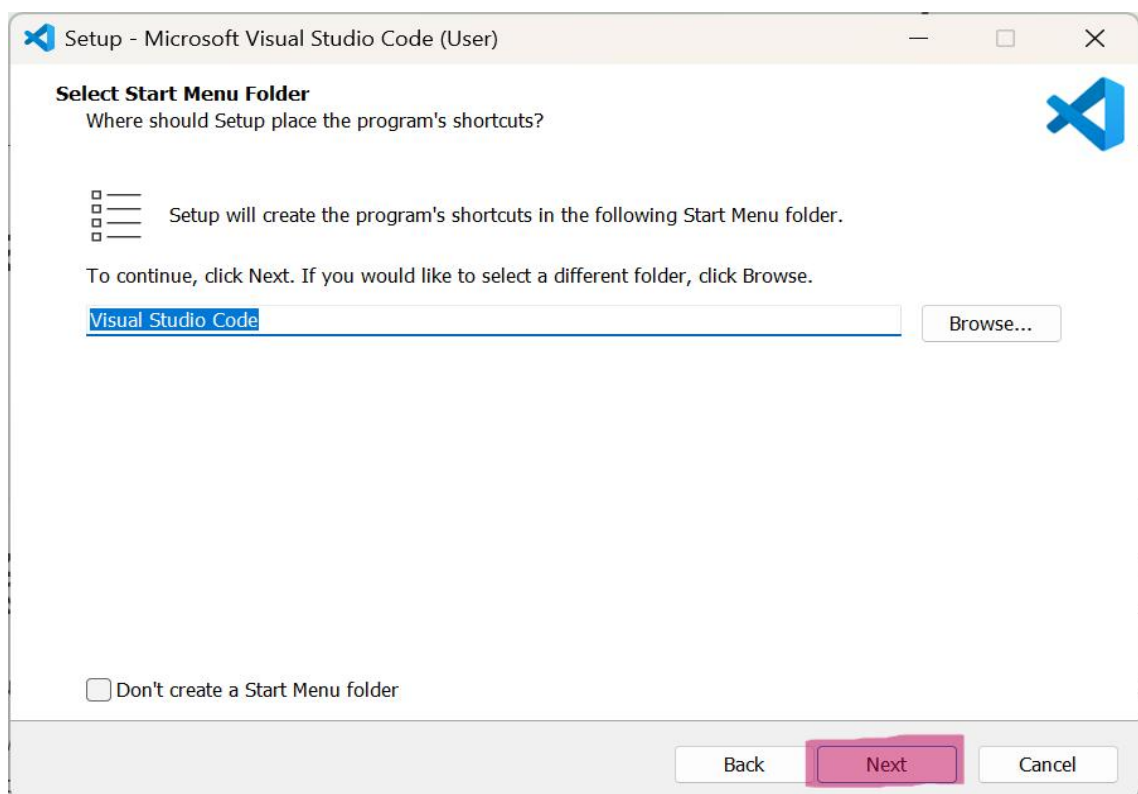 Setup - Microsoft Visual Studio Code (User)
Select Start Menu Folder
Where should Setup place the program's shortcuts?
Setup will create the program's shortcuts in the following Start Menu folder.
To continue, click Next. If you would like to select a different folder, click Browse.
Visual Studio Code
Browse...
Don't create a Start Menu folder
Back Next Cancel